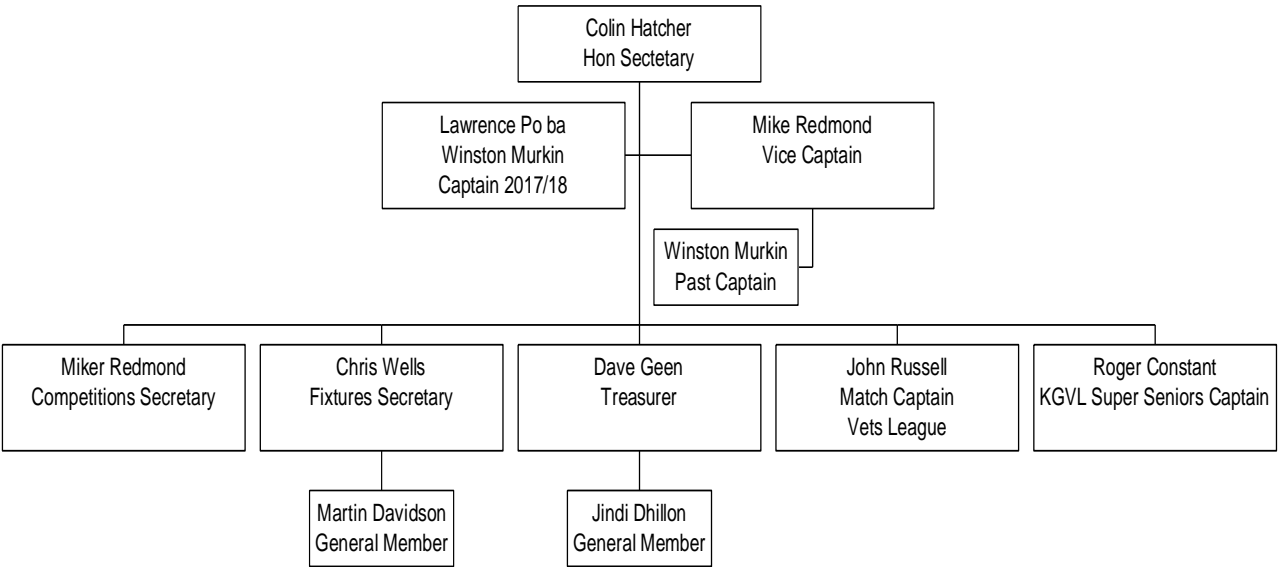 Colin Hatcher
Hon Sectetary
Lawrence Po ba
Winston Murkin
Captain 2017/18
Mike Redmond
Vice Captain
Winston Murkin
Past Captain
Miker Redmond
Competitions Secretary
Chris Wells
Fixtures Secretary
Dave Geen
Treasurer
John Russell
Match Captain
Vets League
Roger Constant
KGVL Super Seniors Captain
Martin Davidson
General Member
Jindi Dhillon
General Member